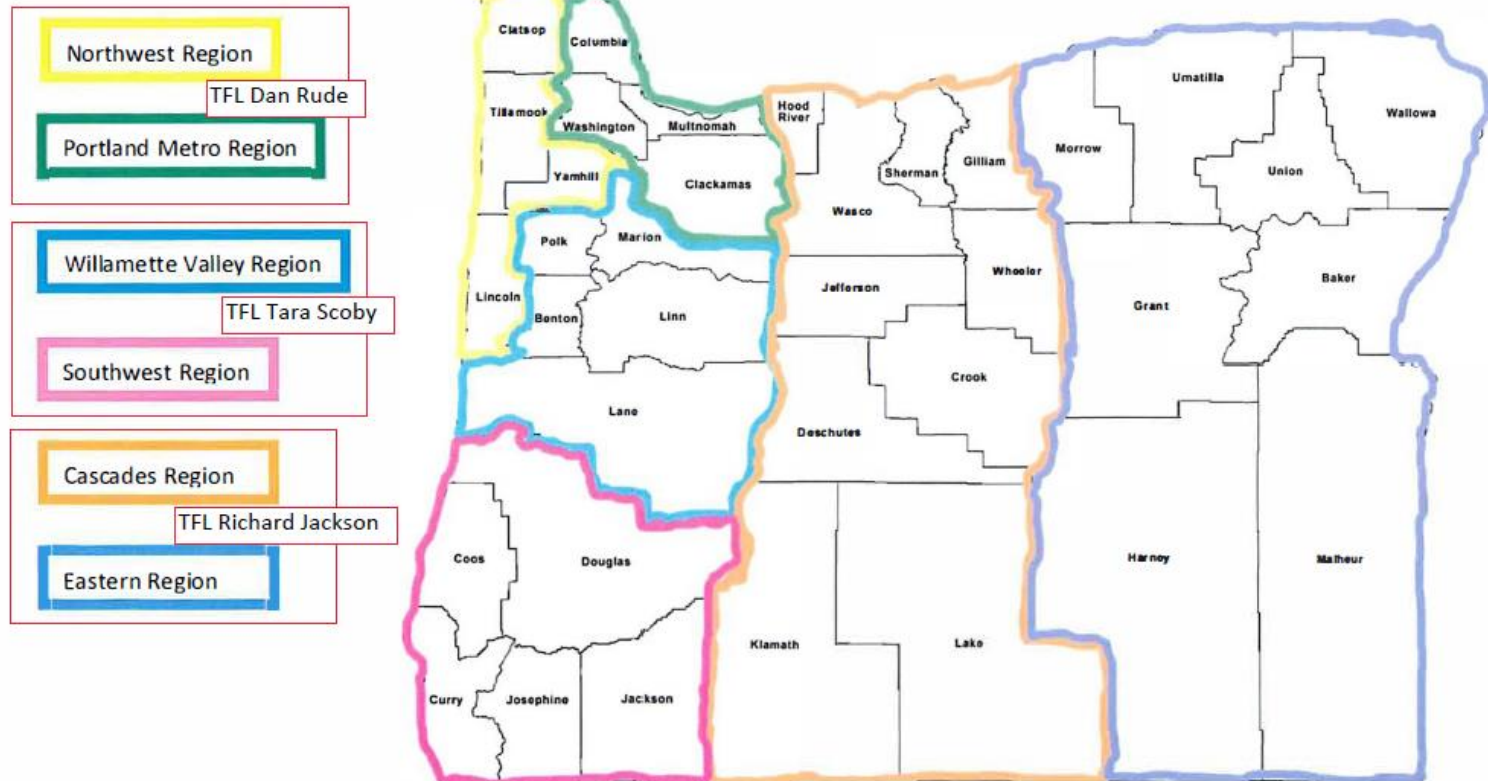 Northwest Region
TFL Dan Rude
Portland Metro Region
Willamette Valley Region
TFL Tara Scoby
Southwest Region
Cascades Region
TFL Richard Jackson
Eastern Region
Clatsop
Columbia
Tillamook
Washington
Multnomah
Hood
River
Yamhill
Clackamas
Sherman
Gilliam
Morrow
Umatilla
Wallowa
Union
Wasco
Polk
Marion
Wheeler
Baker
Jefferson
Lincoln
Benton
Linn
Grant
Crook
Lane
Deschutes
Coos
Douglas
Harney
Malheur
Klamath
Lake
Curry
Josephine
Jackson